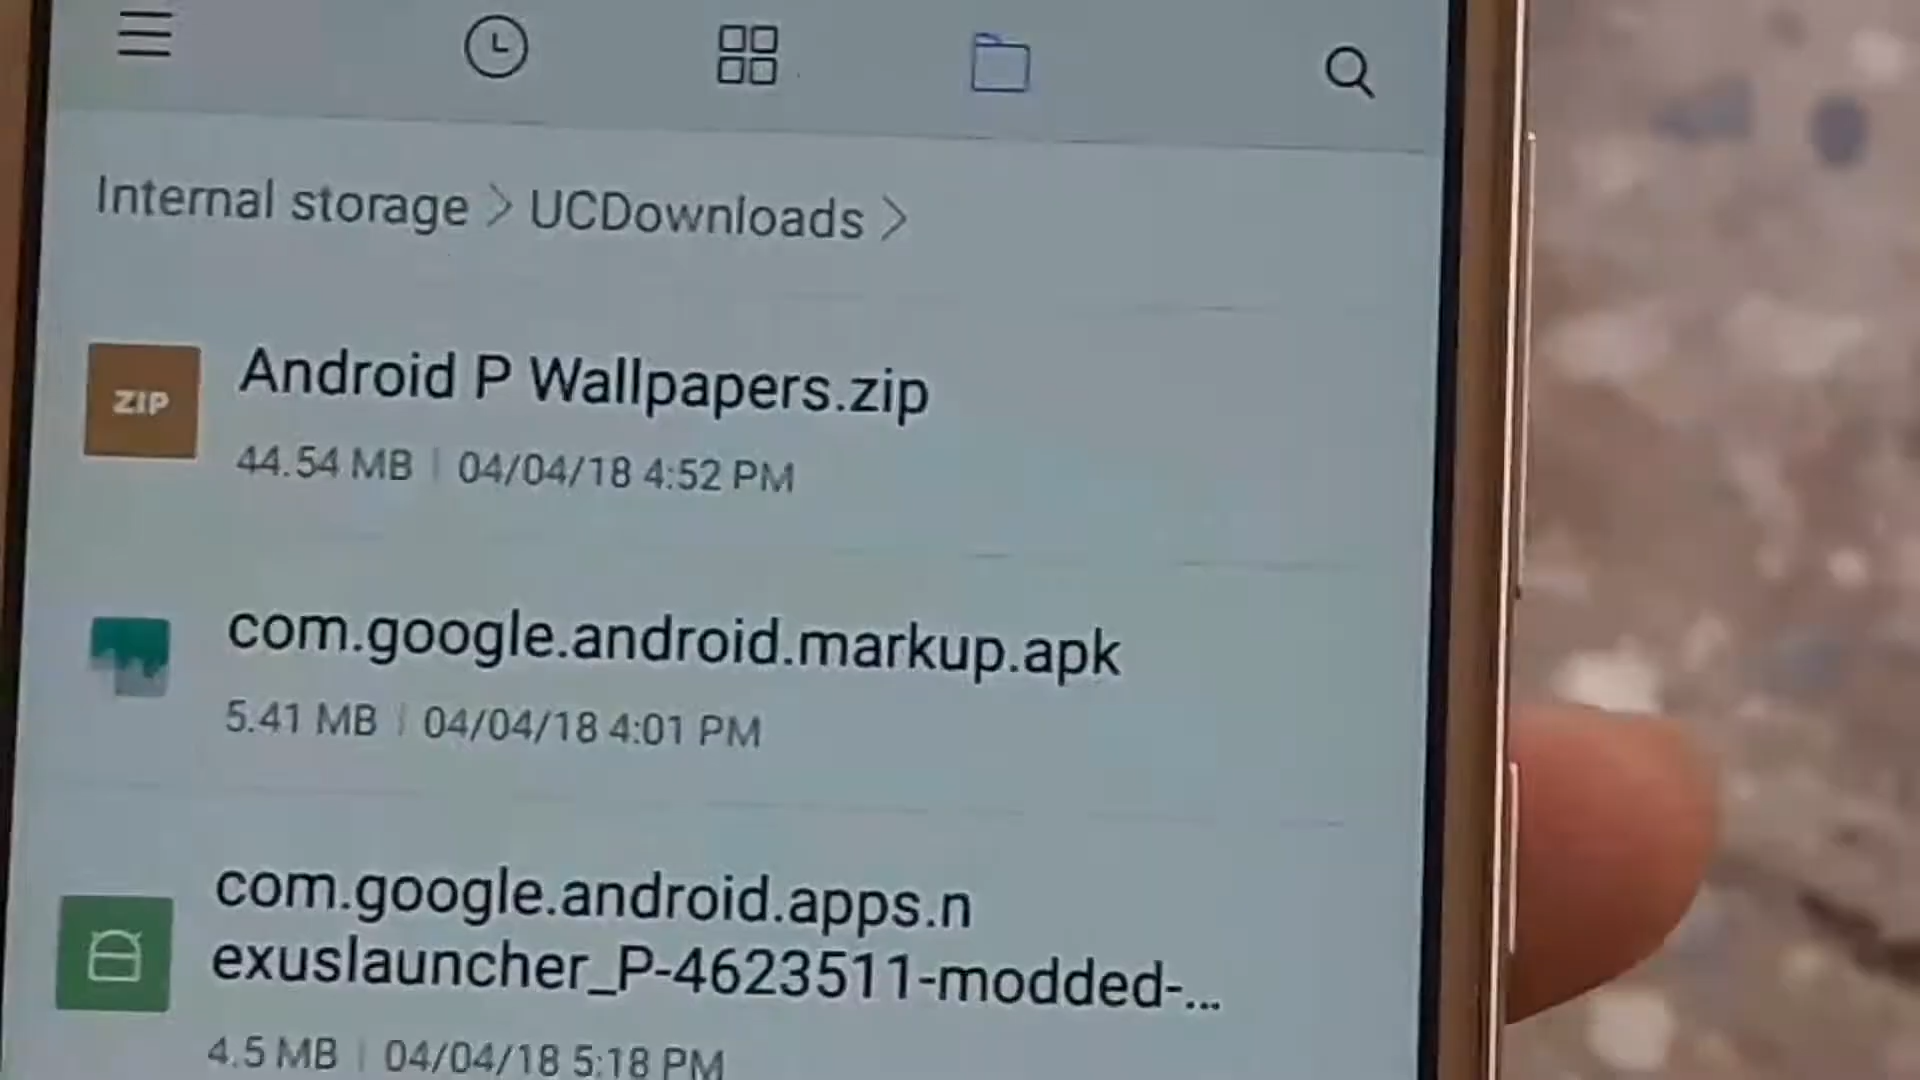 Internal storage > UCDownloads >
ZIP
Android P Wallpapers.zip
44.54 MB | 04/04/18 4:52 PM
com.google.android.markup.apk
5.41 MB | 04/04/18 4:01 PM
com.google.android.apps.n
exuslauncher_P-4623511-modded-...
4.5 MB | 04/04/18 5:18 PM